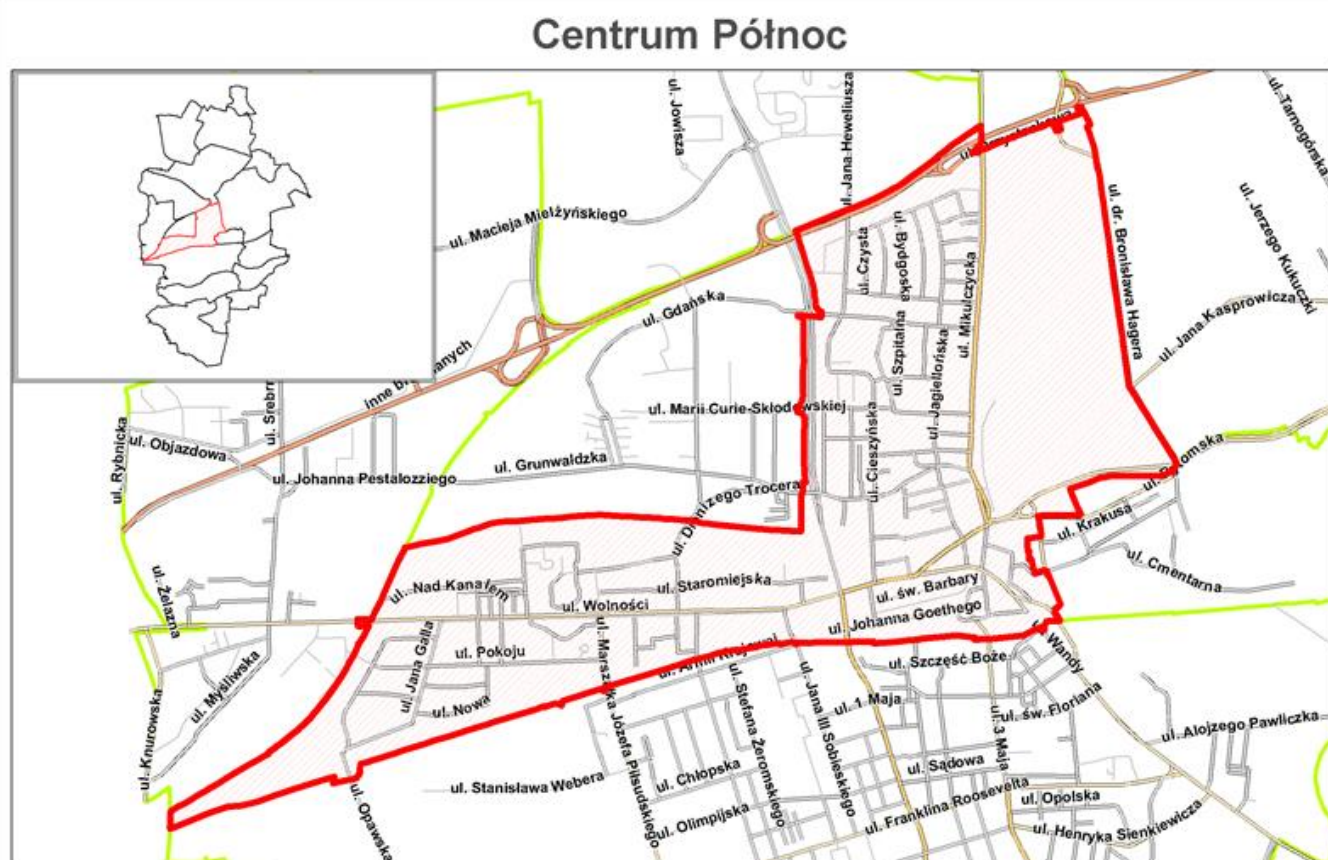 Centrum Północ
ul. Jowisza
ul. Jana Heweliusza
ul. Tarnogórska
ul. Macieja Mielżyńskiego
ul. Czysta
ul. Bydgoska
ul. Mikulczycka
ul. dr. Bronisława Hagera
ul. Jerzego Kukuczki
ul. Gdańska
ul. Jana Kasprowicza
inne
ul. Szpitalna
ul. Jagiellońska
ul. Rybnicka
ul. Objazdowa
ul. Marii Curie-Skłodowskiej
ul. Cieszyńska
ul. Grunwaldzka
ul. Johanna Pestalozziego
ul.
ul. Krakusa
ul. Cmentarna
ul. Żelazna
ul. Nad Kanałem
ul. Staromiejska
ul. św. Barbary
ul. Wolności
ul. Johanna Goethego
ul. Wandy
ul. Jana Galla
ul. Pokoju
ul. Armii Krajowej
ul. Szczęść Boże
ul. Myśliwska
ul. Nowa
ul. Marszałka Józefa Piłsudskiego
ul. Stefana Żeromskiego
ul. Jana III Sobieskiego
ul. 1 Maja
ul. 3 Maja
ul. św. Floriana
ul. Alojzego Pawliczka
ul. Knurowska
ul. Opawska
ul. Stanisława Webera
ul. Chłopska
ul. Sądowa
ul. Olimpijska
ul. Franklina Roosevelta
ul. Opolska
ul. Henryka Sienkiewicza